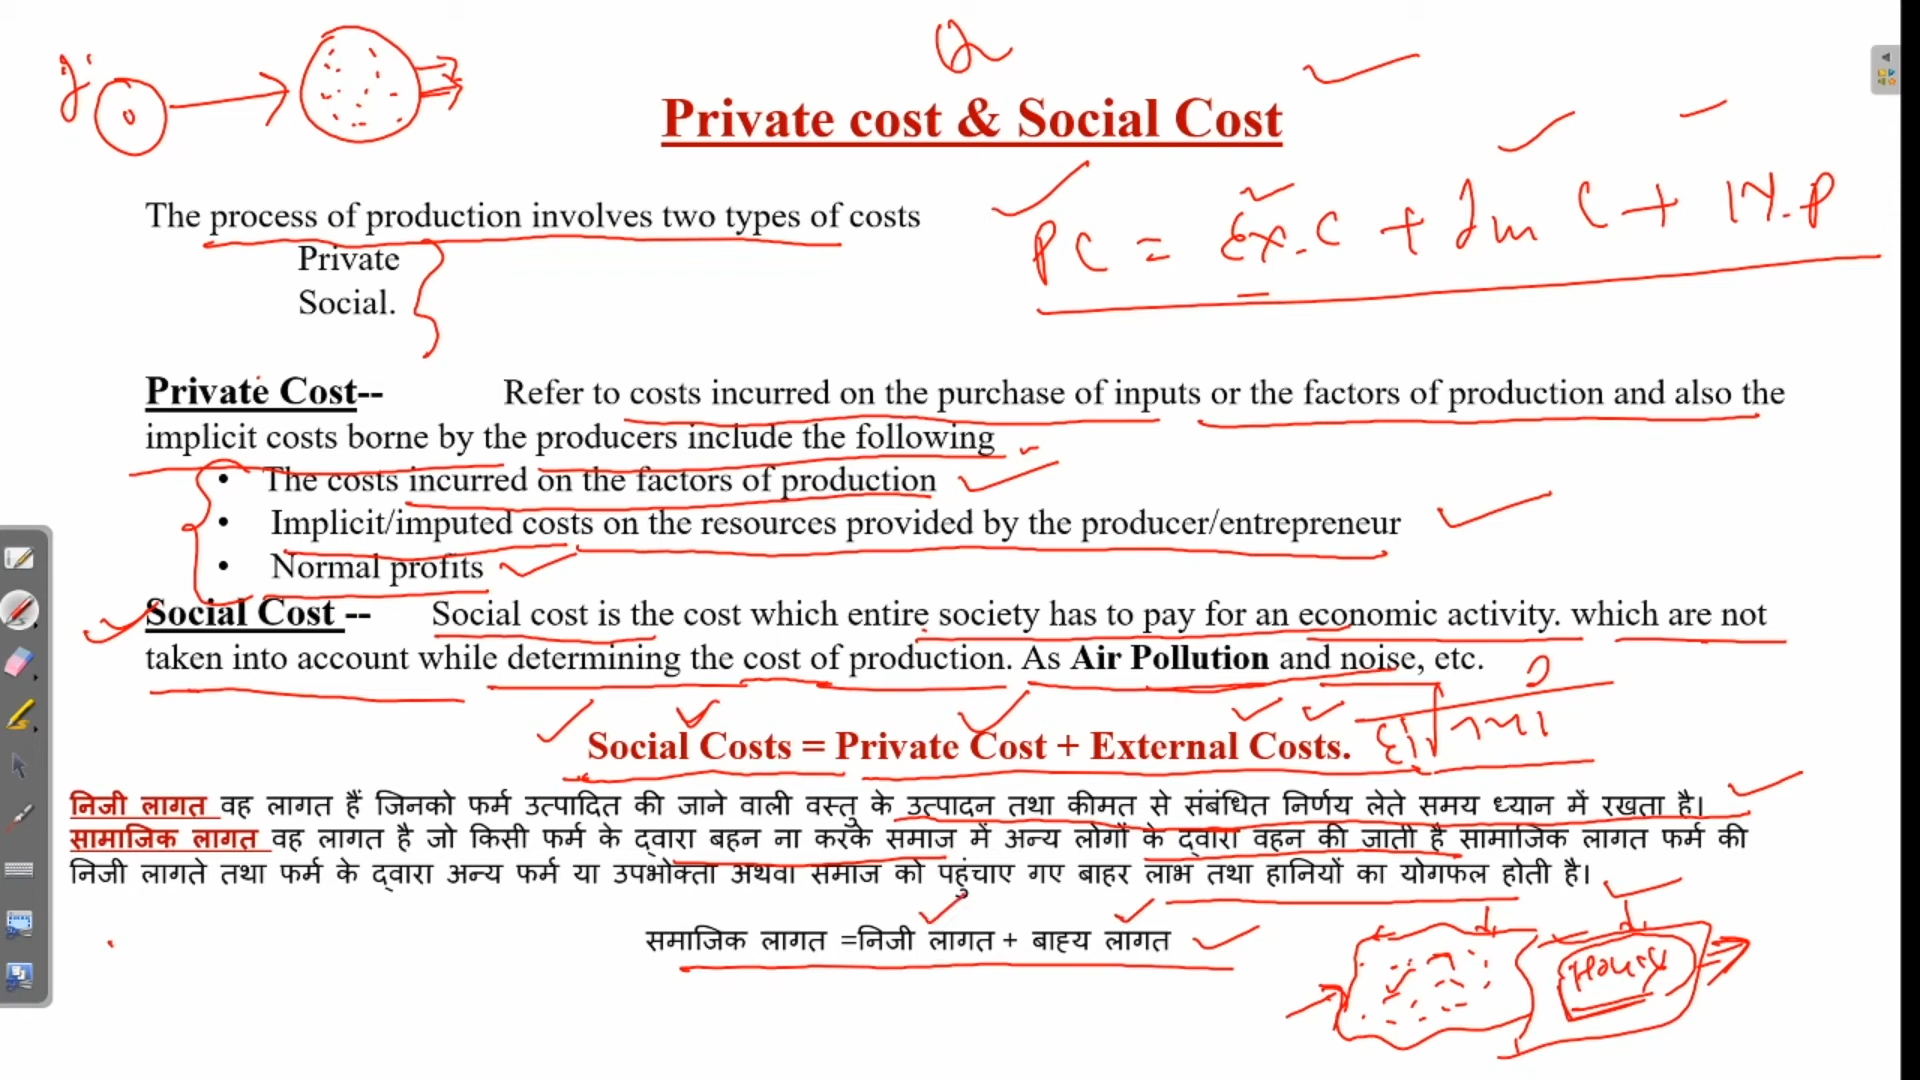 Private cost & Social Cost
The process of production involves two types of costs
Private
Social.
PC = Ex.C + Im C + N.P
Private Cost-- Refer to costs incurred on the purchase of inputs or the factors of production and also the
implicit costs borne by the producers include the following
• The costs incurred on the factors of production
• Implicit/imputed costs on the resources provided by the producer/entrepreneur
• Normal profits
Social Cost -- Social cost is the cost which entire society has to pay for an economic activity. which are not
taken into account while determining the cost of production. As Air Pollution and noise, etc.
Social Costs = Private Cost + External Costs.
निजी लागत वह लागत हैं जिनको फर्म उत्पादित की जाने वाली वस्तु के उत्पादन तथा कीमत से संबंधित निर्णय लेते समय ध्यान में रखता है।
सामाजिक लागत वह लागत है जो किसी फर्म के द्वारा बहन ना करके समाज में अन्य लोगों के द्वारा वहन की जाती है सामाजिक लागत फर्म की
निजी लागते तथा फर्म के द्वारा अन्य फर्म या उपभोक्ता अथवा समाज को पहुंचाए गए बाहर लाभ तथा हानियों का योगफल होती है।
समाजिक लागत =निजी लागत + बाह्य लागत